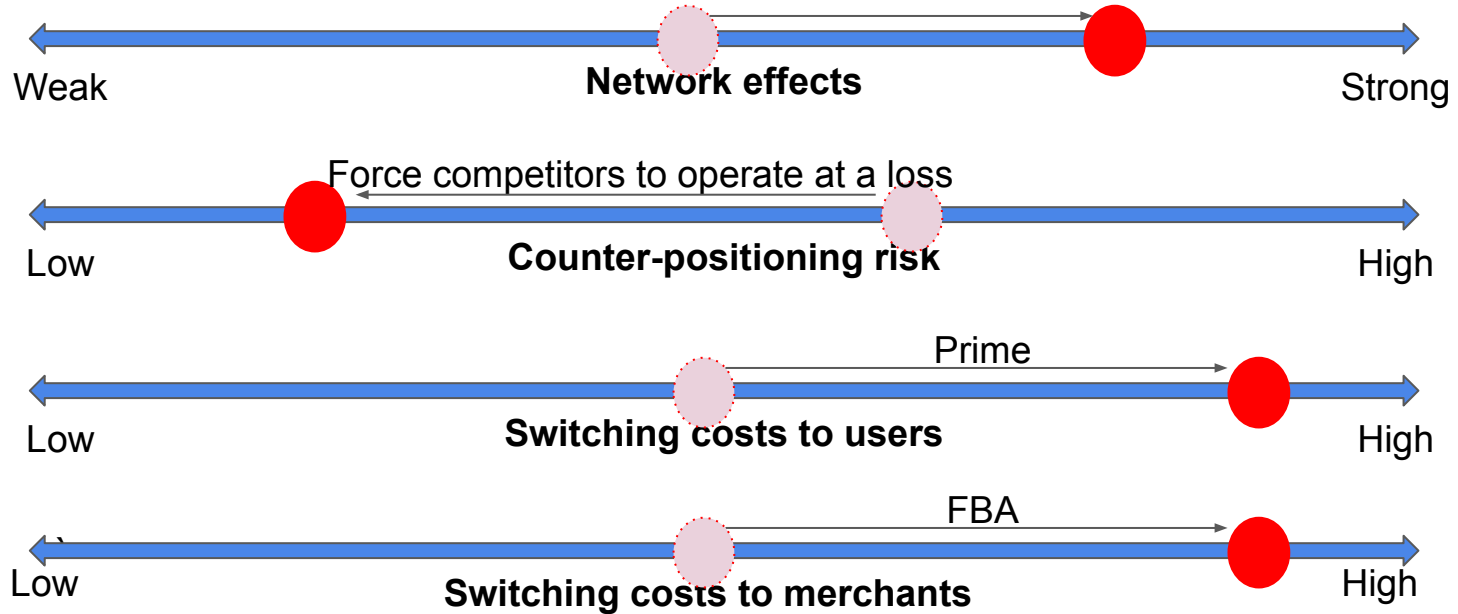 Network effects
Weak
Strong
Force competitors to operate at a loss
Counter-positioning risk
Low
High
Prime
Switching costs to users
Low
High
FBA
`
Low
Switching costs to merchants
High